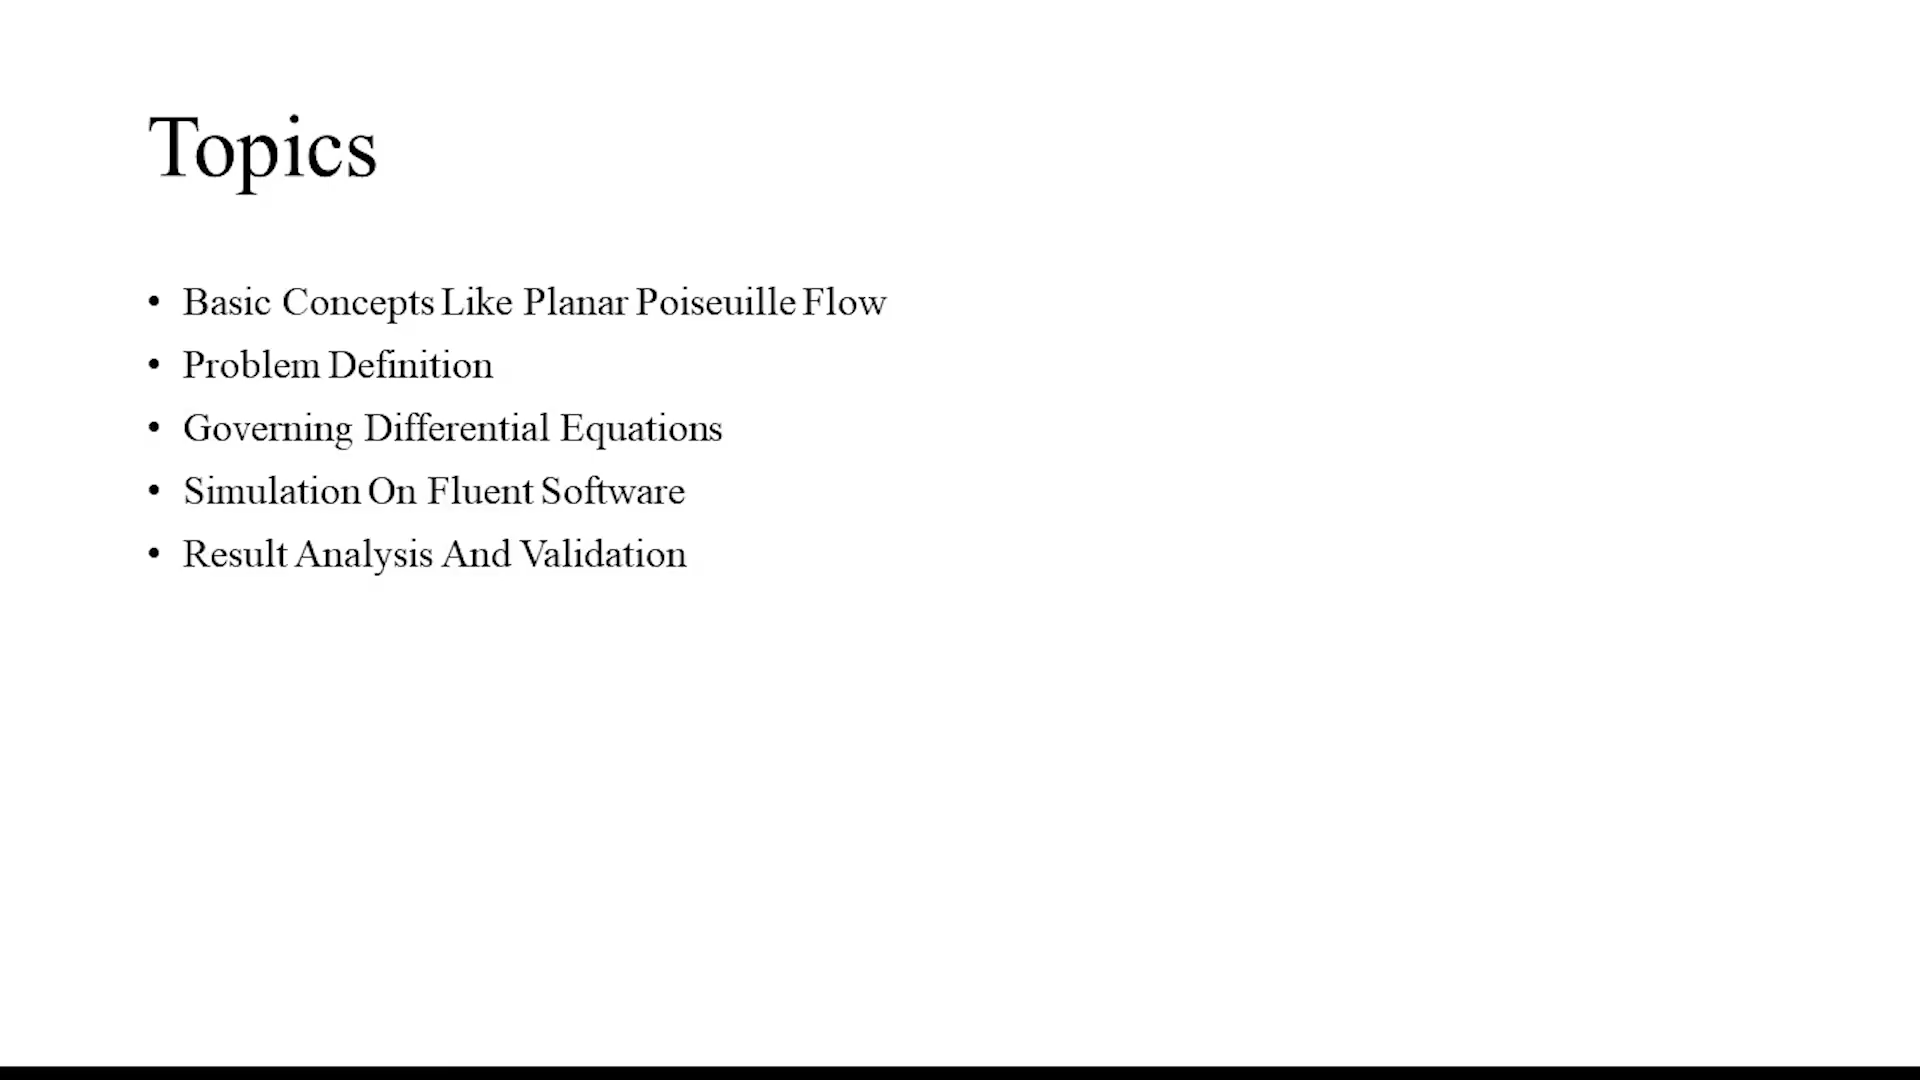 Topics
• Basic Concepts Like Planar Poiseuille Flow
• Problem Definition
• Governing Differential Equations
• Simulation On Fluent Software
• Result Analysis And Validation